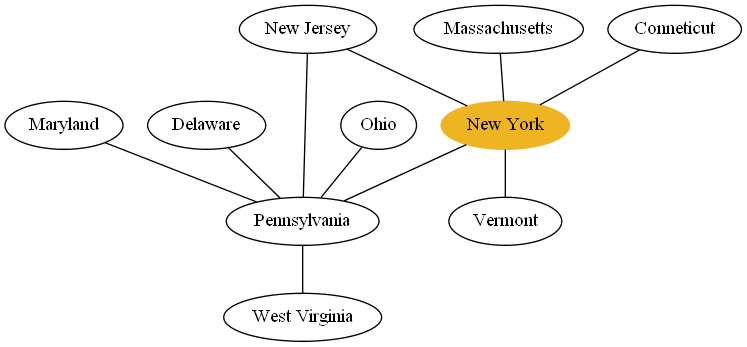 New Jersey
Massachusetts
Conneticut
Maryland
Delaware
Ohio
New York
Pennsylvania
Vermont
West Virginia